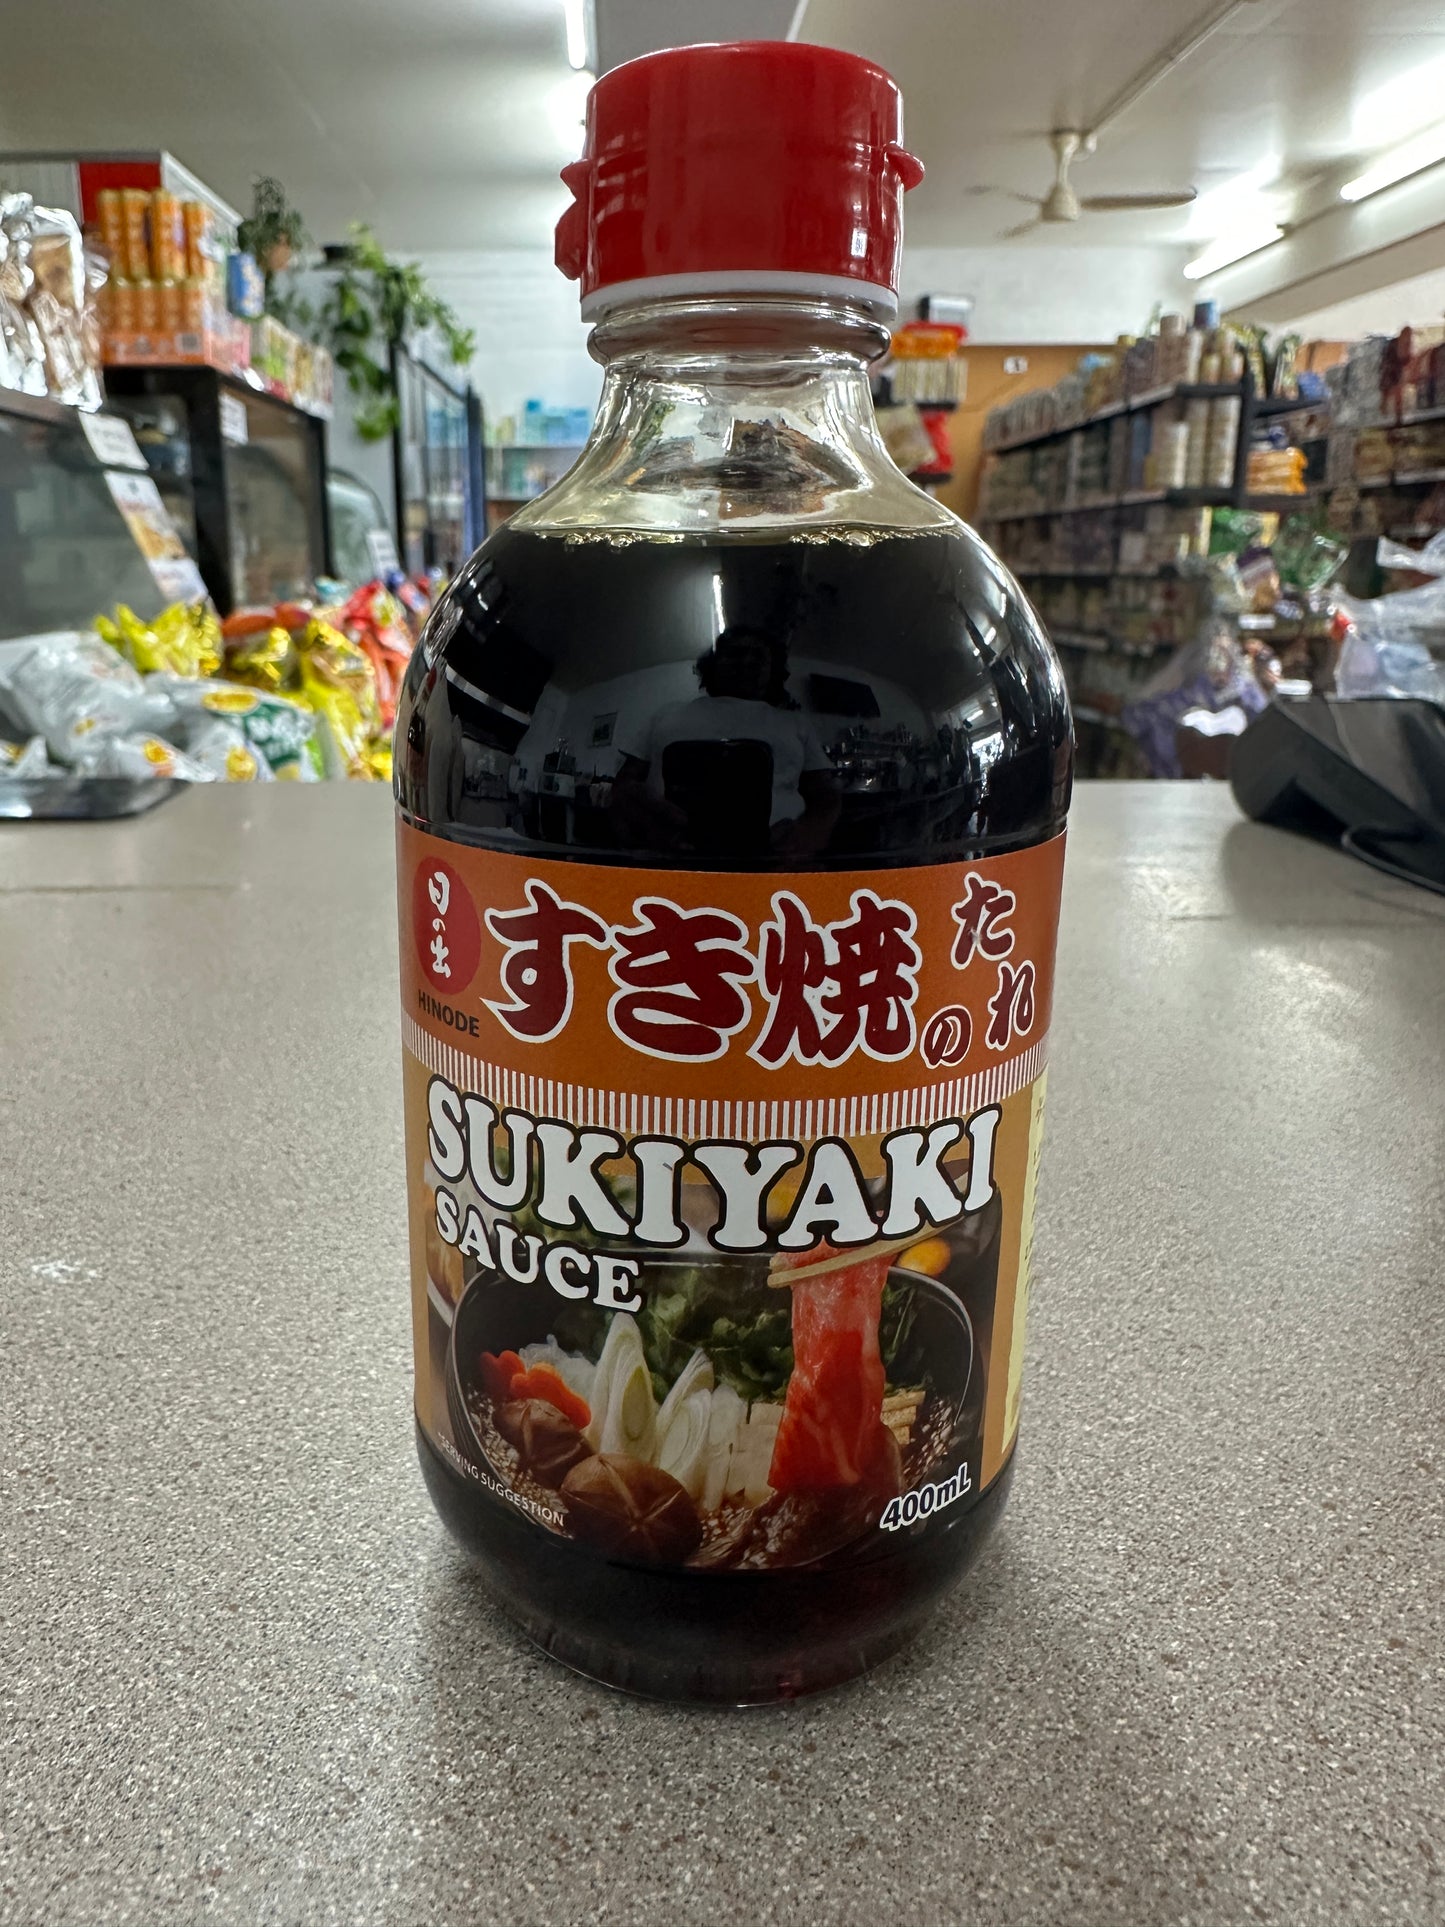 日の出
HINODE
すき焼のたれ
SUKIYAKI
SAUCE
SERVING SUGGESTION
400mL